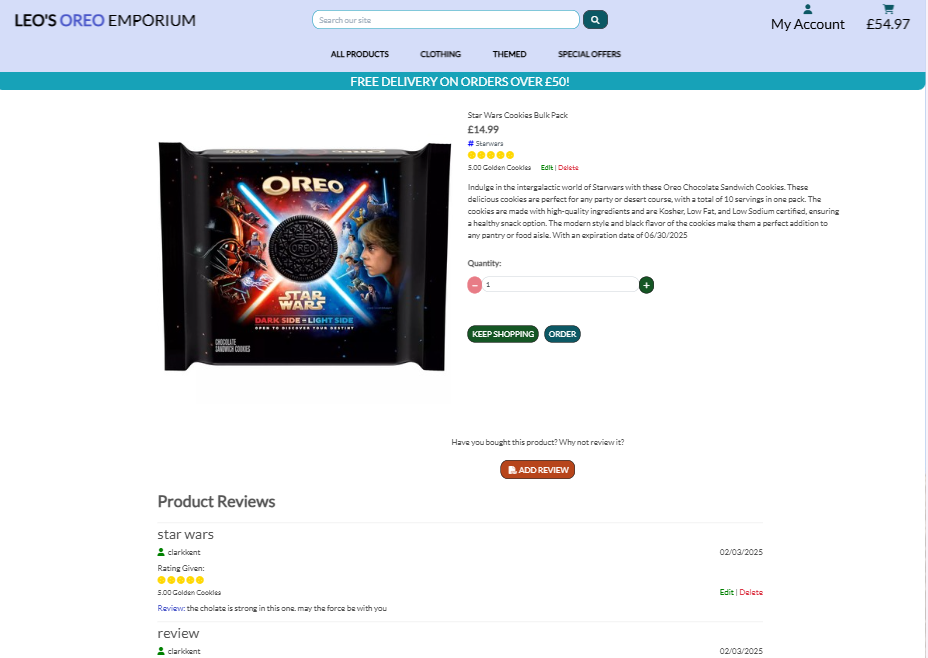 LEO'S OREO EMPORIUM
Search our site
My Account
£54.97
ALL PRODUCTS CLOTHING THEMED SPECIAL OFFERS
FREE DELIVERY ON ORDERS OVER £50!
OREO
OREO
STAR WARS
DARK SIDE LIGHT SIDE
OPEN TO DISCOVER YOUR DESTINY
CHOCOLATE
SANDWICH COOKIES
Star Wars Cookies Bulk Pack
£14.99
# Starwars
5.00 Golden Cookies Edit | Delete
Indulge in the intergalactic world of Starwars with these Oreo Chocolate Sandwich Cookies. These
delicious cookies are perfect for any party or desert course, with a total of 10 servings in one pack. The
cookies are made with high-quality ingredients and are Kosher, Low Fat, and Low Sodium certified, ensuring
a healthy snack option. The modern style and black flavor of the cookies make them a perfect addition to
any pantry or food aisle. With an expiration date of 06/30/2025
Quantity:
− 1 +
KEEP SHOPPING ORDER
Have you bought this product? Why not review it?
ADD REVIEW
Product Reviews
star wars
clarkkent 02/03/2025
Rating Given:
5.00 Golden Cookies Edit | Delete
Review: the cholate is strong in this one. may the force be with you
review
clarkkent 02/03/2025